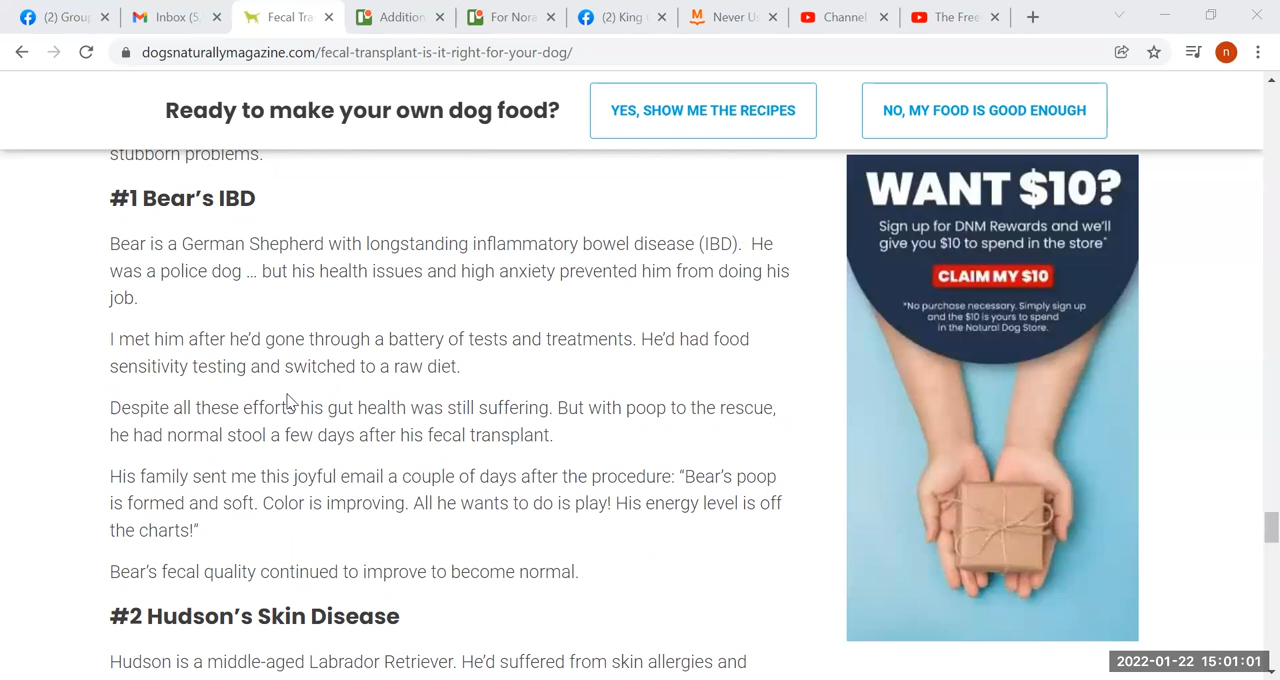 (2) Group
Inbox (5,
Fecal Tra
Addition
For Nora
(2) King
Never Us
Channel
The Free
dogsnaturallymagazine.com/fecal-transplant-is-it-right-for-your-dog/
n
Ready to make your own dog food?
YES, SHOW ME THE RECIPES
NO, MY FOOD IS GOOD ENOUGH
stubborn problems.
#1 Bear's IBD
Bear is a German Shepherd with longstanding inflammatory bowel disease (IBD). He
was a police dog … but his health issues and high anxiety prevented him from doing his
job.
I met him after he'd gone through a battery of tests and treatments. He'd had food
sensitivity testing and switched to a raw diet.
Despite all these efforts his gut health was still suffering. But with poop to the rescue,
he had normal stool a few days after his fecal transplant.
His family sent me this joyful email a couple of days after the procedure: “Bear's poop
is formed and soft. Color is improving. All he wants to do is play! His energy level is off
the charts!”
Bear's fecal quality continued to improve to become normal.
#2 Hudson's Skin Disease
Hudson is a middle-aged Labrador Retriever. He'd suffered from skin allergies and
WANT $10?
Sign up for DNM Rewards and we'll
give you $10 to spend in the store*
CLAIM MY $10
*No purchase necessary. Simply sign up
and the $10 is yours to spend
in the Natural Dog Store.
2022-01-22 15:01:01